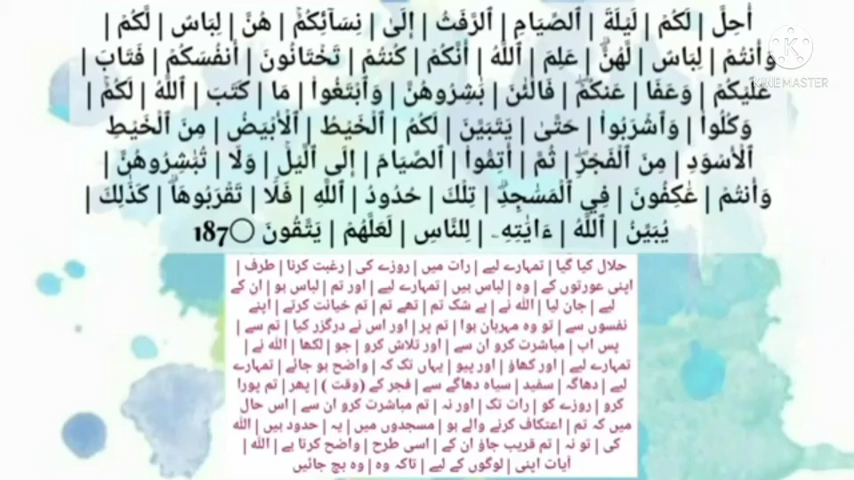 أُحِلَّ | لَكُمْ | لَيْلَةَ | ٱلصِّيَامِ | ٱلرَّفَثُ | إِلَىٰ | نِسَآئِكُمْ ۚ | هُنَّ | لِبَاسٌ | لَّكُمْ |
وَأَنتُمْ | لِبَاسٌ | لَّهُنَّ ۗ | عَلِمَ | ٱللَّهُ | أَنَّكُمْ | كُنتُمْ | تَخْتَانُونَ | أَنفُسَكُمْ | فَتَابَ |
عَلَيْكُمْ | وَعَفَا | عَنكُمْ ۖ | فَٱلْـَٰٔنَ | بَٰشِرُوهُنَّ | وَٱبْتَغُوا۟ | مَا | كَتَبَ | ٱللَّهُ | لَكُمْ ۚ |
KINEMASTER
وَكُلُوا۟ | وَٱشْرَبُوا۟ | حَتَّىٰ | يَتَبَيَّنَ | لَكُمُ | ٱلْخَيْطُ | ٱلْأَبْيَضُ | مِنَ | ٱلْخَيْطِ
ٱلْأَسْوَدِ | مِنَ | ٱلْفَجْرِ ۖ | ثُمَّ | أَتِمُّوا۟ | ٱلصِّيَامَ | إِلَى | ٱلَّيْلِ ۚ | وَلَا | تُبَٰشِرُوهُنَّ |
وَأَنتُمْ | عَٰكِفُونَ | فِي | ٱلْمَسَٰجِدِ ۗ | تِلْكَ | حُدُودُ | ٱللَّهِ | فَلَا | تَقْرَبُوهَا ۗ | كَذَٰلِكَ |
يُبَيِّنُ | ٱللَّهُ | ءَايَٰتِهِۦ | لِلنَّاسِ | لَعَلَّهُمْ | يَتَّقُونَ ○187
حلال کیا گیا | تمہارے لیے | رات میں | روزے کی | رغبت کرنا | طرف |
اپنی عورتوں کے | وہ | لباس ہیں | تمہارے لیے | اور تم | لباس ہو | ان کے
لیے | جان لیا | اللہ نے | بے شک تم | تھے تم | تم خیانت کرتے | اپنے
نفسوں سے | تو وہ مہربان ہوا | تم پر | اور اس نے درگزر کیا | تم سے |
پس اب | مباشرت کرو ان سے | اور تلاش کرو | جو | لکھا | اللہ نے |
تمہارے لیے | اور کھاؤ | اور پیو | یہاں تک کہ | واضح ہو جائے | تمہارے
لیے | دھاگہ | سفید | سیاہ دھاگے سے | فجر کے (وقت ) | پھر | تم پورا
کرو | روزے کو | رات تک | اور نہ | تم مباشرت کرو ان سے | اس حال
میں کہ تم | اعتکاف کرنے والے ہو | مسجدوں میں | یہ | حدود ہیں | اللہ
کی | تو نہ | تم قریب جاؤ ان کے | اسی طرح | واضح کرتا ہے | اللہ |
آیات اپنی | لوگوں کے لیے | تاکہ وہ | وہ بچ جائیں